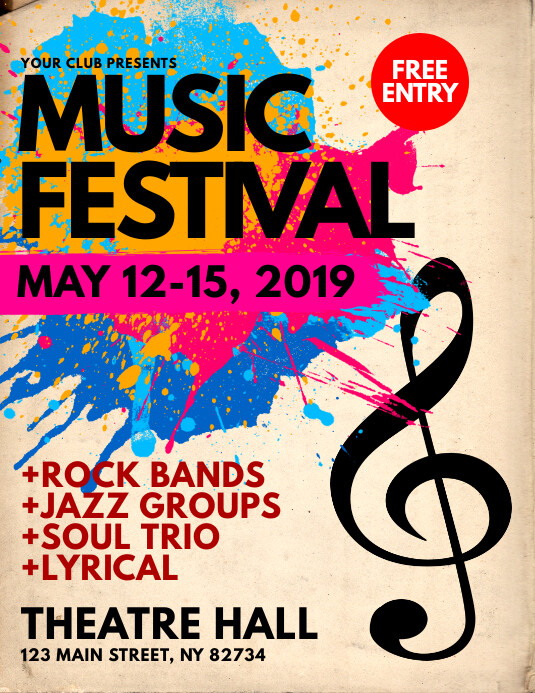 YOUR CLUB PRESENTS
FREE
ENTRY
MUSIC
FESTIVAL
MAY 12-15, 2019
+ROCK BANDS
+JAZZ GROUPS
+SOUL TRIO
+LYRICAL
THEATRE HALL
123 MAIN STREET, NY 82734